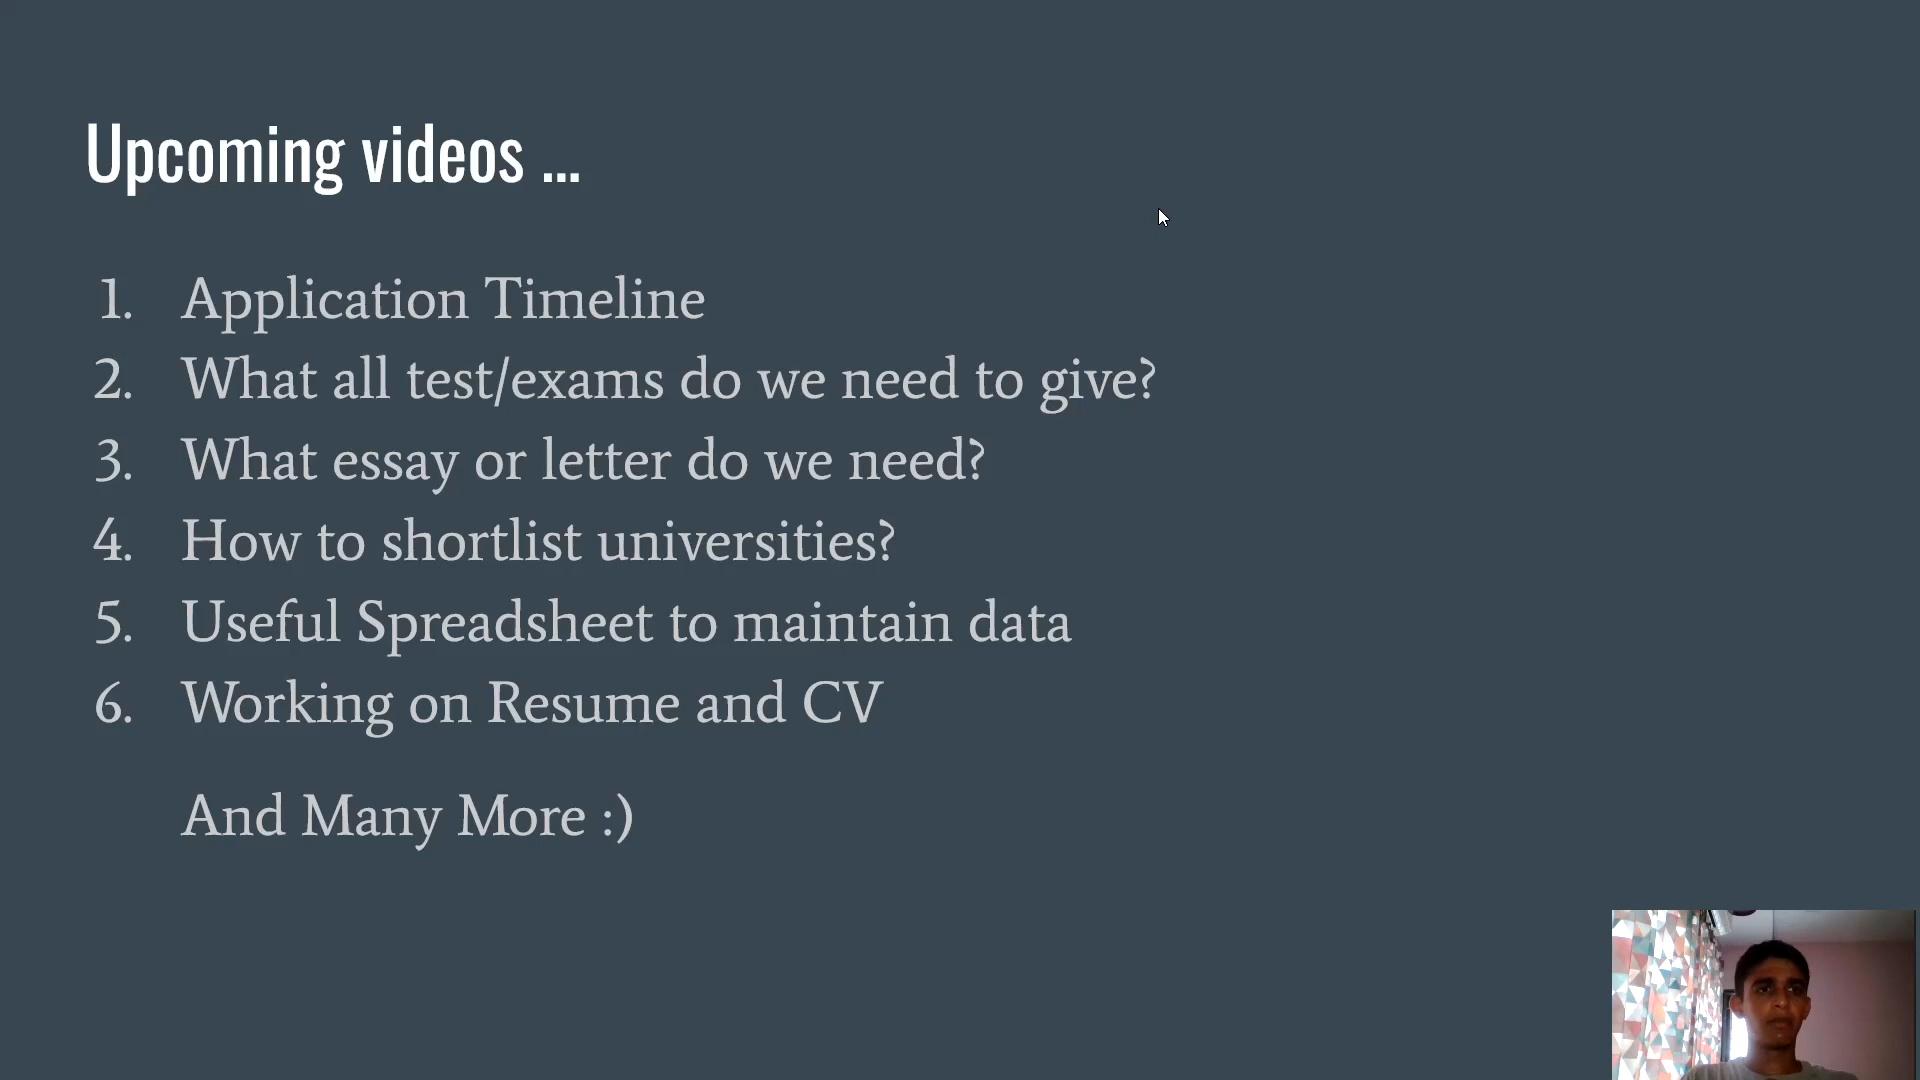 Upcoming videos ...
1. Application Timeline
2. What all test/exams do we need to give?
3. What essay or letter do we need?
4. How to shortlist universities?
5. Useful Spreadsheet to maintain data
6. Working on Resume and CV
And Many More :)